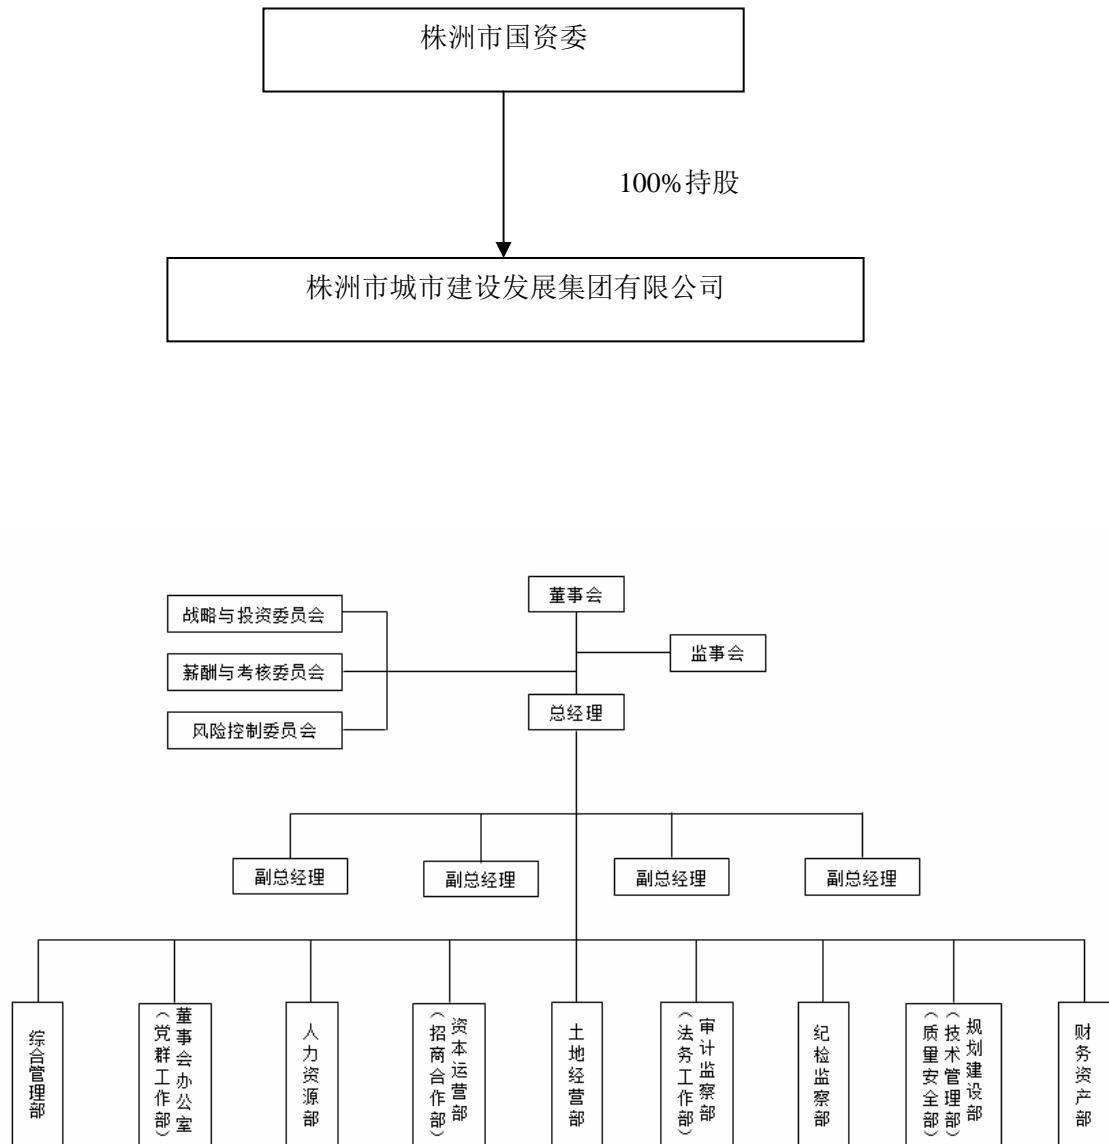 株洲市国资委
100%持股
株洲市城市建设发展集团有限公司
董事会
战略与投资委员会
监事会
薪酬与考核委员会
总经理
风险控制委员会
副总经理
副总经理
副总经理
副总经理
综合管理部
董事会办公室
（党群工作部）
人力资源部
资本运营部
（招商合作部）
土地经营部
审计监察部
（法务工作部）
纪检监察部
规划建设部
（技术管理部）
（质量安全部）
财务资产部